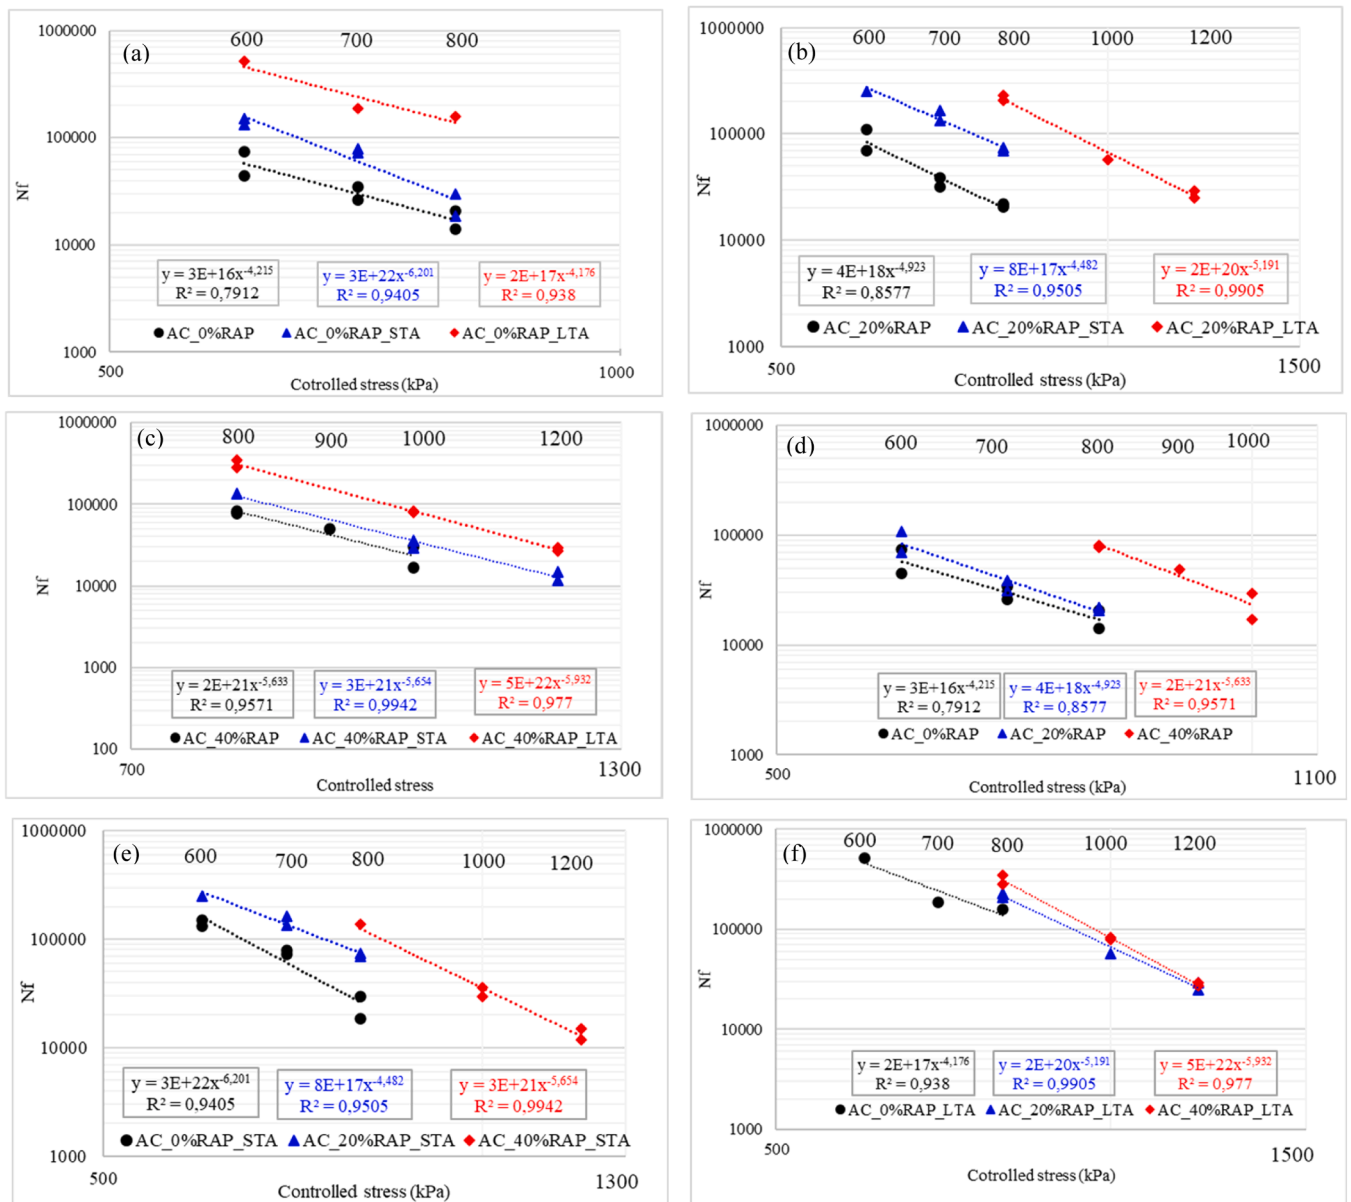 (a)
600 700 800
1000000
100000
10000
1000
Nf
y = 3E+16x-4,215
R² = 0,7912
y = 3E+22x-6,201
R² = 0,9405
y = 2E+17x-4,176
R² = 0,938
AC_0%RAP AC_0%RAP_STA AC_0%RAP_LTA
500 1000
Cotrolled stress (kPa)
(b)
600 700 800 1000 1200
1000000
100000
10000
1000
Nf
y = 4E+18x-4,923
R² = 0,8577
y = 8E+17x-4,482
R² = 0,9505
y = 2E+20x-5,191
R² = 0,9905
AC_20%RAP AC_20%RAP_STA AC_20%RAP_LTA
500 1500
Controlled stress (kPa)
(c)
800 900 1000 1200
1000000
100000
10000
1000
100
Nf
y = 2E+21x-5,633
R² = 0,9571
y = 3E+21x-5,654
R² = 0,9942
y = 5E+22x-5,932
R² = 0,977
AC_40%RAP AC_40%RAP_STA AC_40%RAP_LTA
700 1300
Controlled stress
(d)
600 700 800 900 1000
1000000
100000
10000
1000
Nf
y = 3E+16x-4,215
R² = 0,7912
y = 4E+18x-4,923
R² = 0,8577
y = 2E+21x-5,633
R² = 0,9571
AC_0%RAP AC_20%RAP AC_40%RAP
500 1100
Controlled stress (kPa)
(e)
600 700 800 1000 1200
1000000
100000
10000
1000
Nf
y = 3E+22x-6,201
R² = 0,9405
y = 8E+17x-4,482
R² = 0,9505
y = 3E+21x-5,654
R² = 0,9942
AC_0%RAP_STA AC_20%RAP_STA AC_40%RAP_STA
500 1300
Controlled stress (kPa)
(f)
600 700 800 1000 1200
1000000
100000
10000
1000
Nf
y = 2E+17x-4,176
R² = 0,938
y = 2E+20x-5,191
R² = 0,9905
y = 5E+22x-5,932
R² = 0,977
AC_0%RAP_LTA AC_20%RAP_LTA AC_40%RAP_LTA
500 1500
Cotrolled stress (kPa)